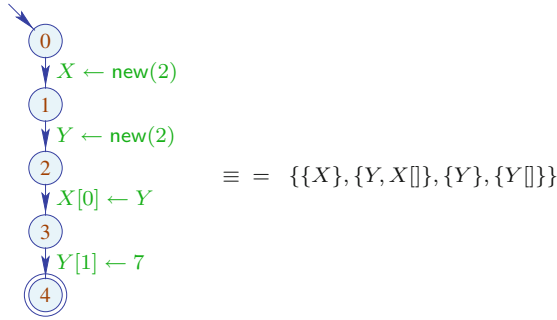 0
X ← new(2)
1
Y ← new(2)
2
≡ = {{X}, {Y, X[]}, {Y}, {Y[]}}
X[0] ← Y
3
Y[1] ← 7
4